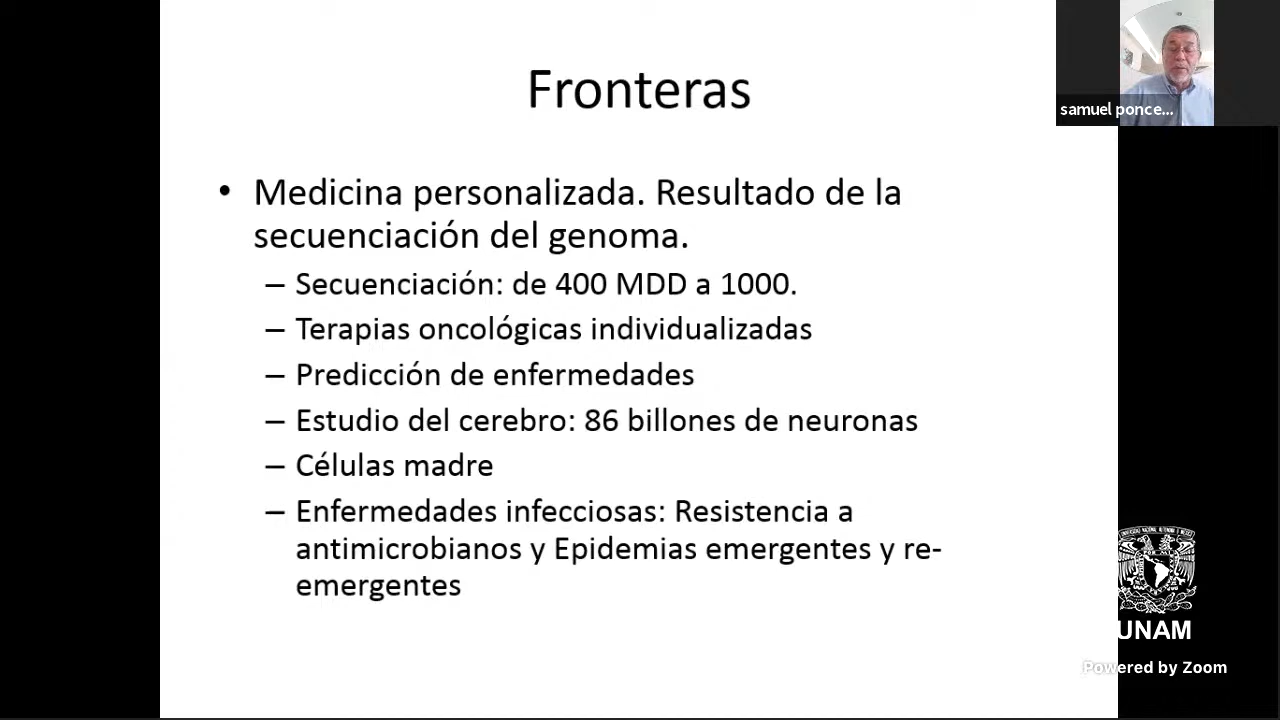 Fronteras
• Medicina personalizada. Resultado de la
secuenciación del genoma.
– Secuenciación: de 400 MDD a 1000.
– Terapias oncológicas individualizadas
– Predicción de enfermedades
– Estudio del cerebro: 86 billones de neuronas
– Células madre
– Enfermedades infecciosas: Resistencia a
antimicrobianos y Epidemias emergentes y re-
emergentes
samuel ponce...
UNAM
Powered by Zoom